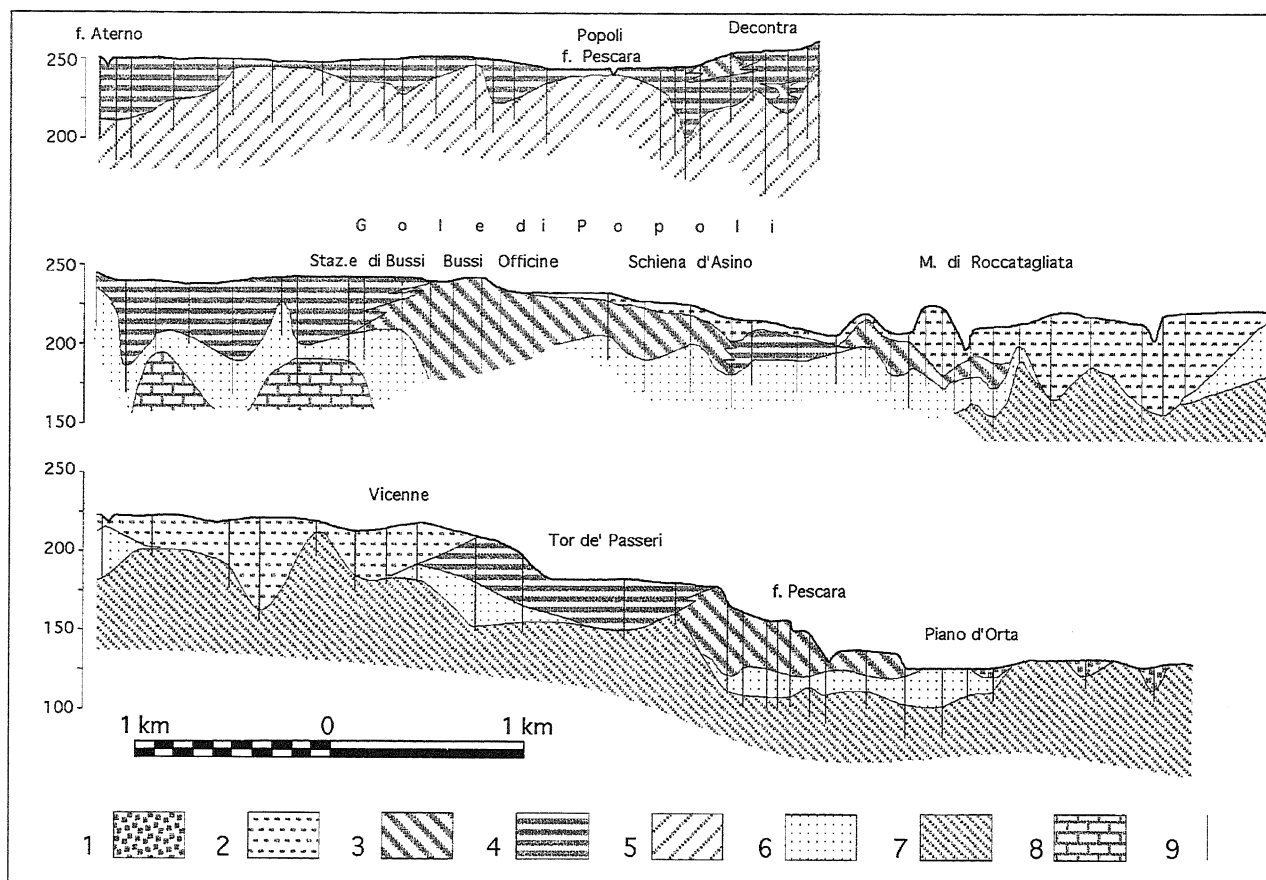 f. Aterno
Popoli
f. Pescara
Decontra
250
200
G o l e d i P o p o l i
Staz.e di Bussi
Bussi Officine
Schiena d'Asino
M. di Roccatagliata
250
200
150
250
200
150
100
Vicenne
Tor de' Passeri
f. Pescara
Piano d'Orta
1 km 0 1 km
1 2 3 4 5 6 7 8 9